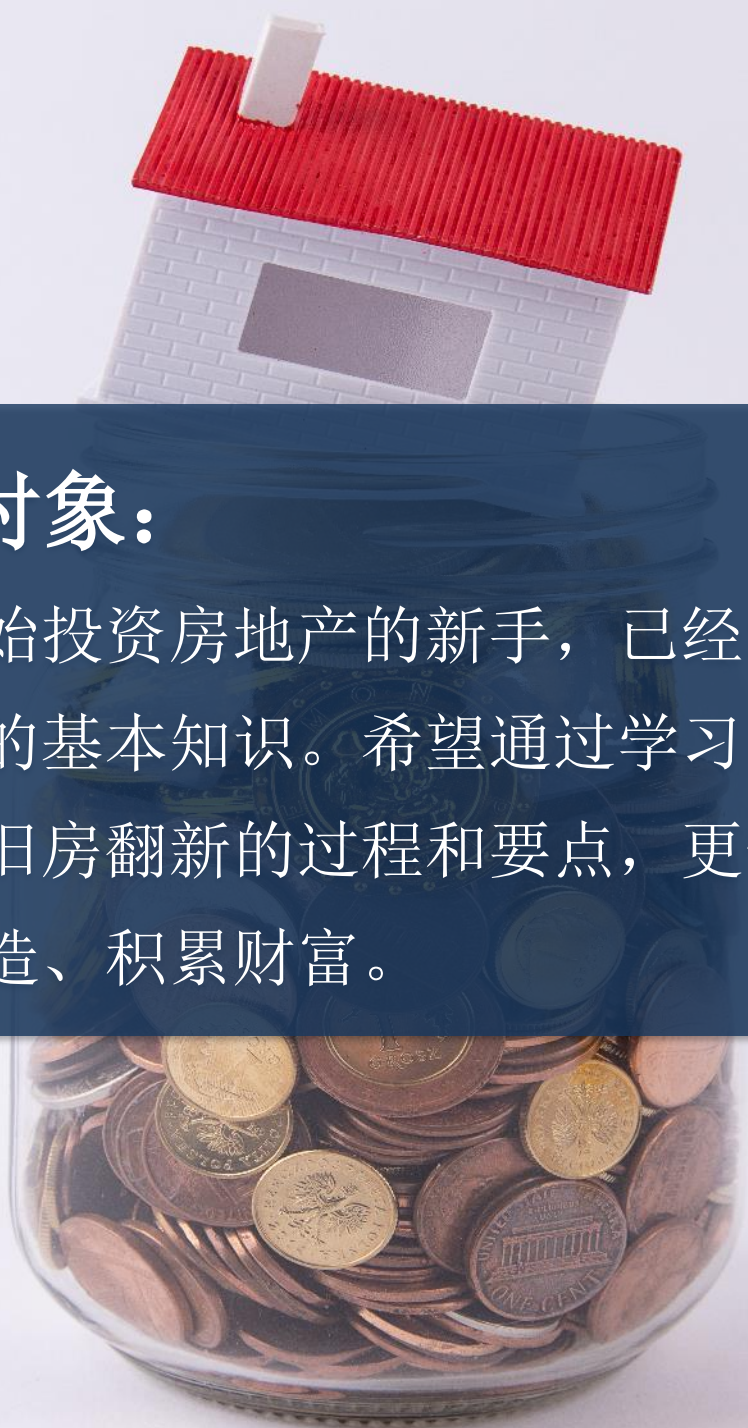 对象：
始投资房地产的新手，已经
的基本知识。希望通过学习
旧房翻新的过程和要点，更
造、积累财富。
ONE CENT